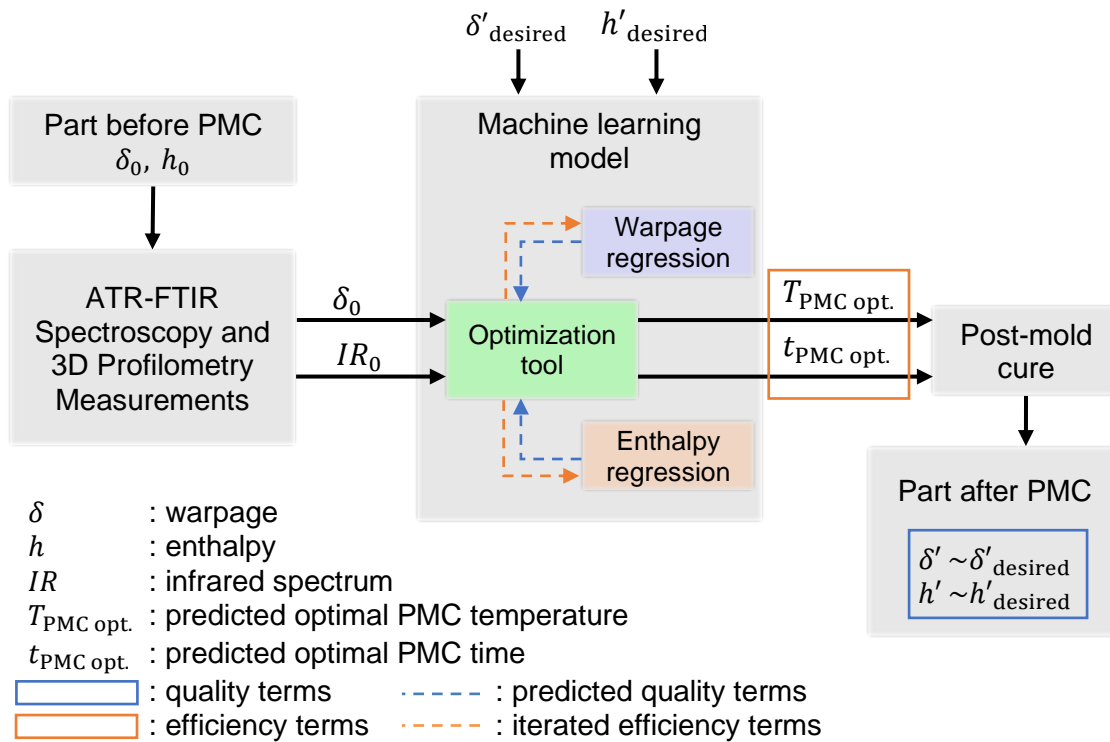 δ′desired
h′desired
Part before PMC
δ0, h0
Machine learning
model
ATR-FTIR
Spectroscopy and
3D Profilometry
Measurements
δ0
IR0
Warpage
regression
Optimization
tool
Enthalpy
regression
TPMC opt.
tPMC opt.
Post-mold
cure
Part after PMC
δ′ ~δ′desired
h′ ~h′desired
δ : warpage
h : enthalpy
IR : infrared spectrum
TPMC opt. : predicted optimal PMC temperature
tPMC opt. : predicted optimal PMC time
: quality terms
: predicted quality terms
: efficiency terms
: iterated efficiency terms